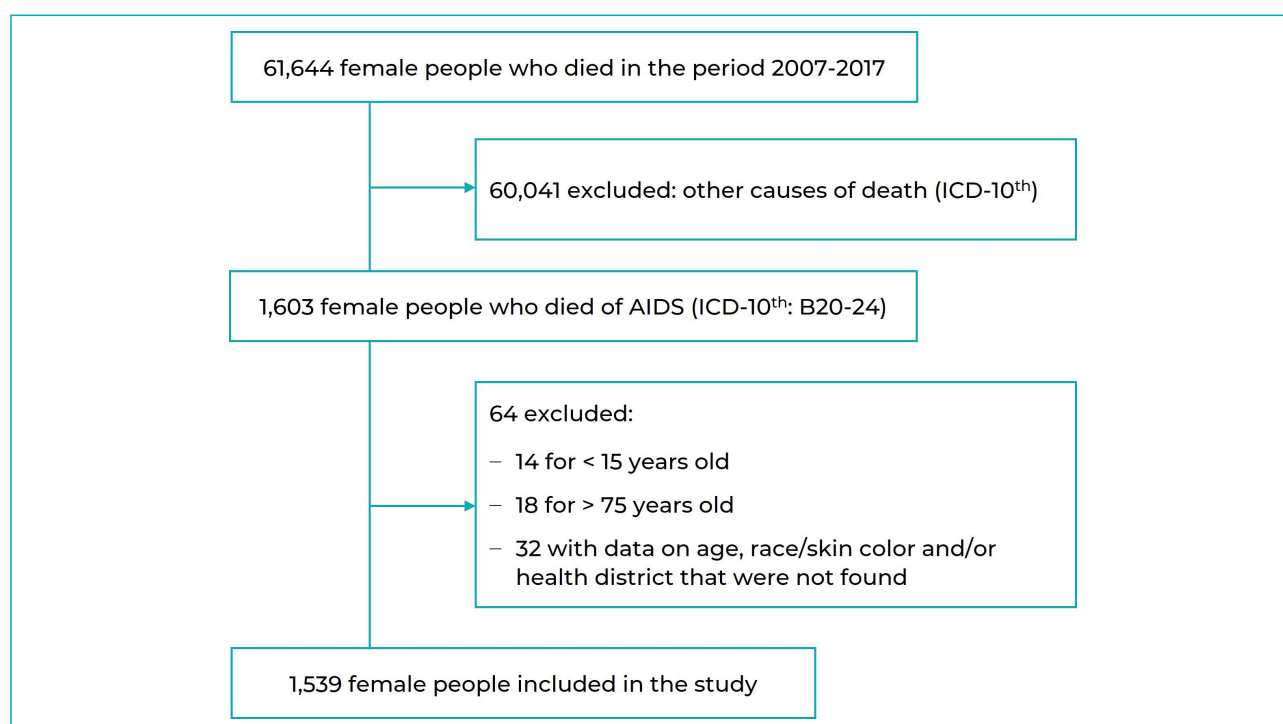 61,644 female people who died in the period 2007-2017
60,041 excluded: other causes of death (ICD-10th)
1,603 female people who died of AIDS (ICD-10th: B20-24)
64 excluded:
– 14 for < 15 years old
– 18 for > 75 years old
– 32 with data on age, race/skin color and/or
health district that were not found
1,539 female people included in the study